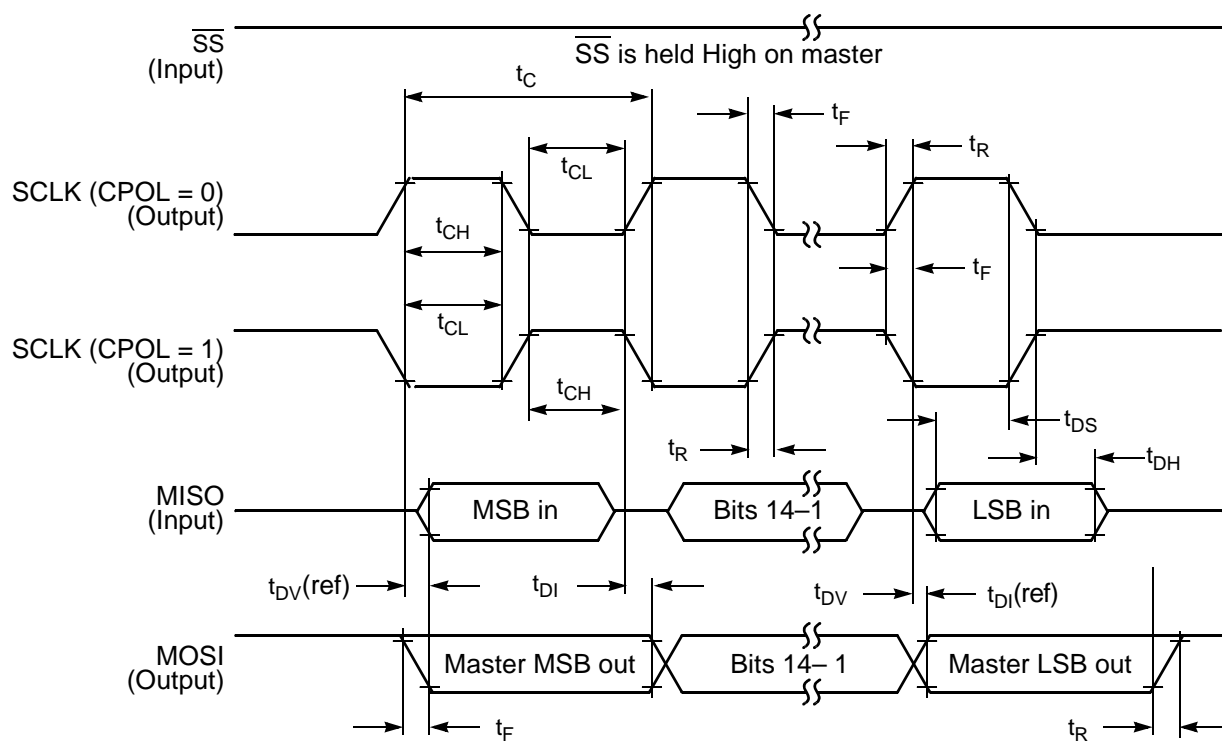 SS
(Input)
SS is held High on master
tC
tF
tR
tCL
SCLK (CPOL = 0)
(Output)
tCH
tF
tCL
SCLK (CPOL = 1)
(Output)
tCH
tDS
tR
tDH
MISO
(Input)
MSB in
Bits 14–1
LSB in
tDV(ref)
tDI
tDV
tDI(ref)
MOSI
(Output)
Master MSB out
Bits 14– 1
Master LSB out
tF
tR